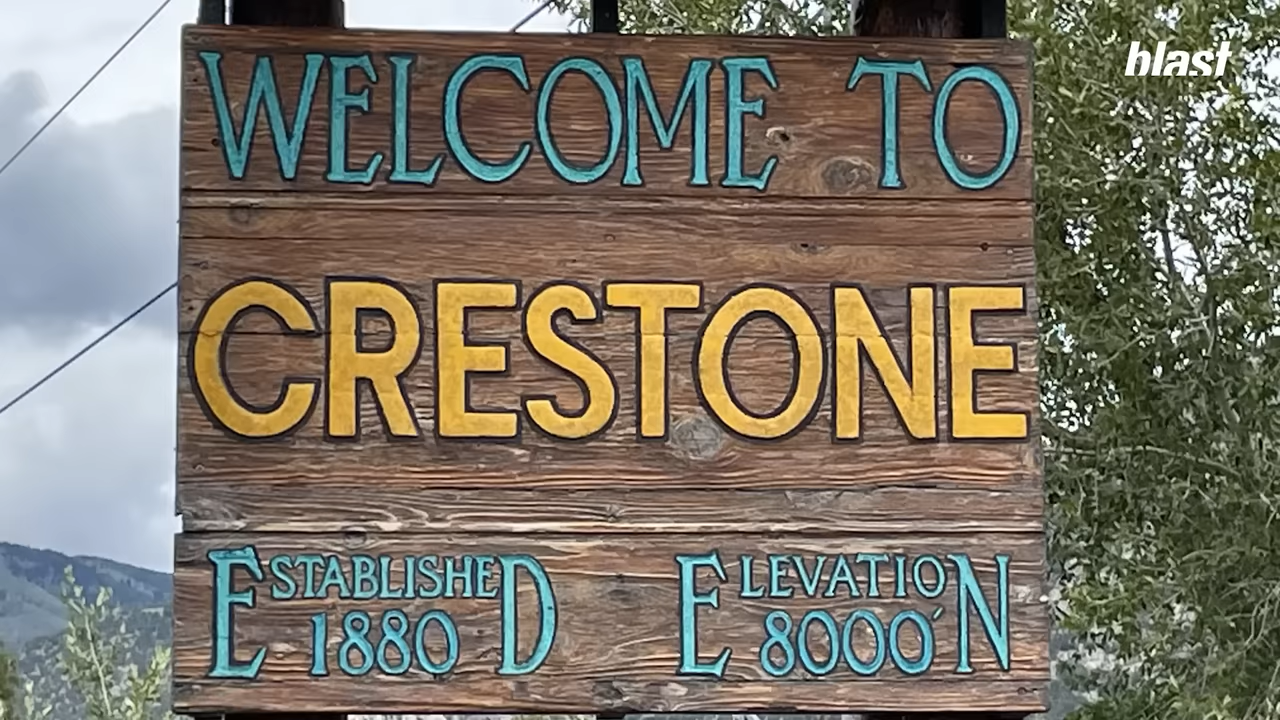 WELCOME TO
CRESTONE
ESTABLISHED ELEVATION
1880 8000'
blast